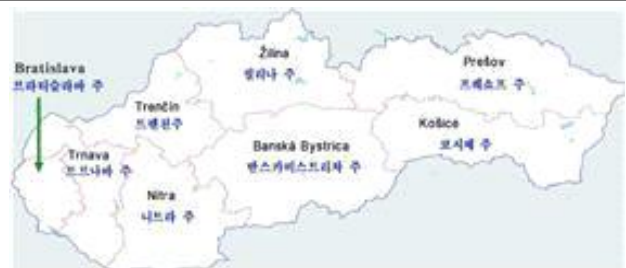 Žilina
질리나 주
Prešov
프레쇼프 주
Bratislava
브라티슬라바 주
Trenčín
트렌친주
Košice
코시체 주
Banská Bystrica
반스카비스트리차 주
Trnava
트르나바 주
Nitra
니트라 주